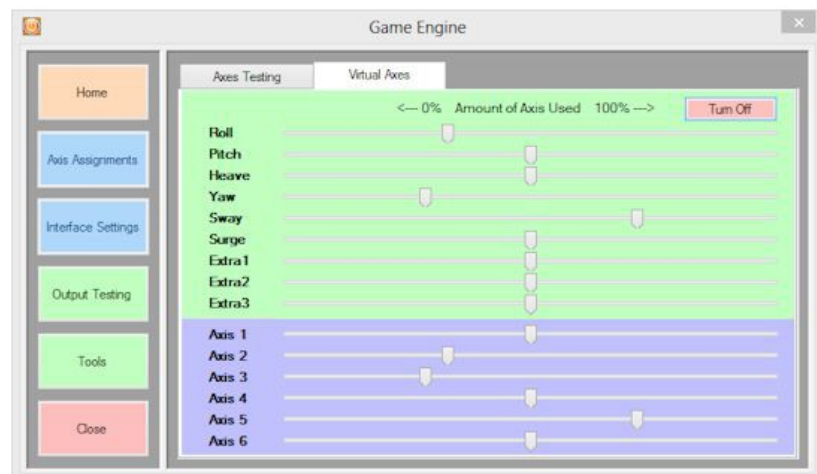 Game Engine
Home
Axis Assignments
Interface Settings
Output Testing
Tools
Close
Axes Testing
Virtual Axes
<--- 0% Amount of Axis Used 100% --->
Turn Off
Roll
Pitch
Heave
Yaw
Sway
Surge
Extra1
Extra2
Extra3
Axis 1
Axis 2
Axis 3
Axis 4
Axis 5
Axis 6